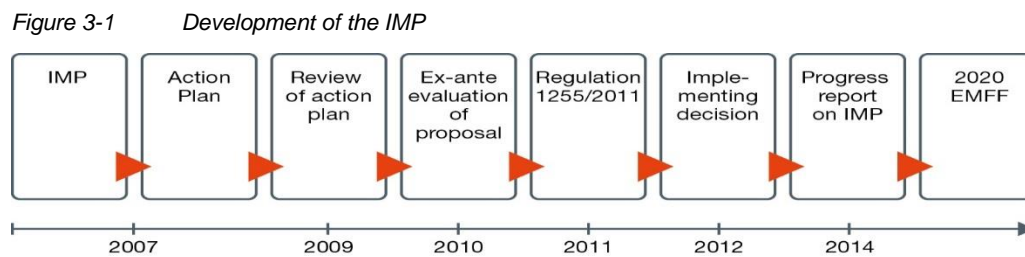 Figure 3-1 Development of the IMP
IMP
Action
Plan
Review
of action
plan
Ex-ante
evaluation
of
proposal
Regulation
1255/2011
Imple-
menting
decision
Progress
report
on IMP
2020
EMFF
2007
2009
2010
2011
2012
2014